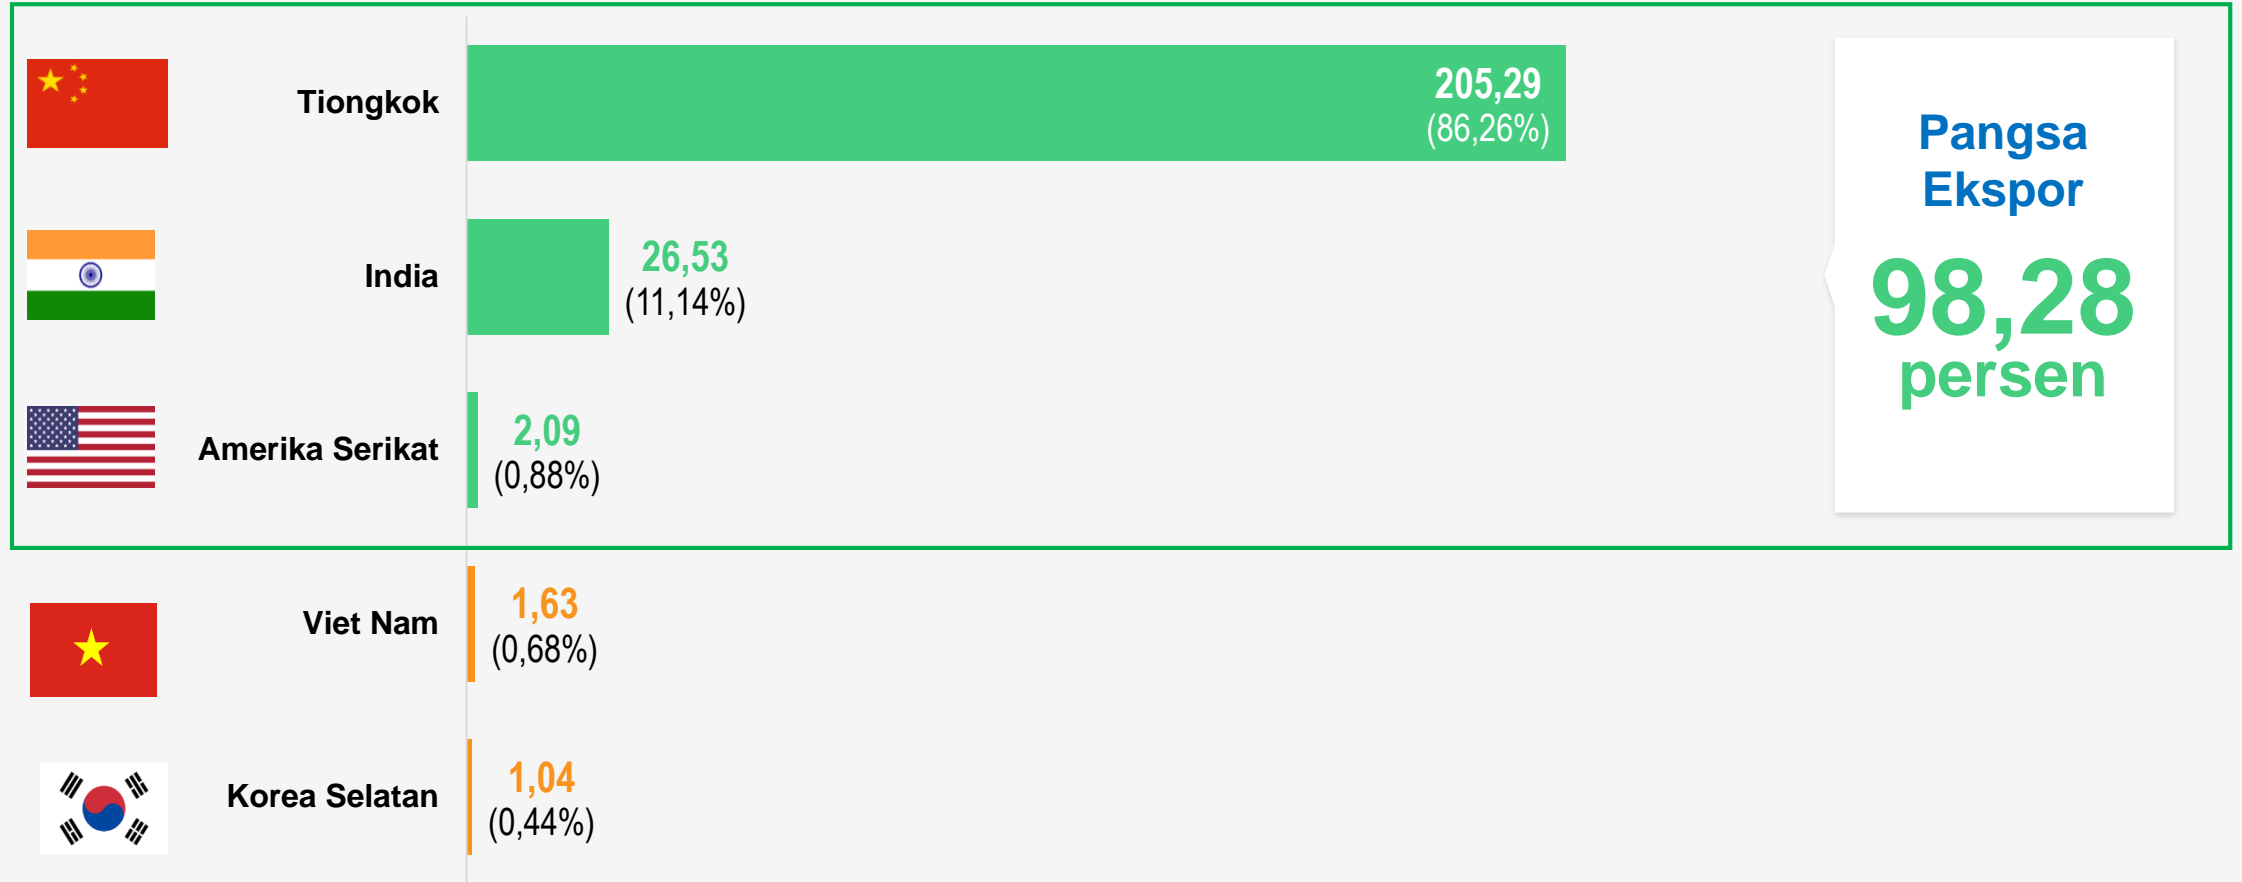 Tiongkok
205,29
(86,26%)
India
26,53
(11,14%)
Amerika Serikat
2,09
(0,88%)
Pangsa
Ekspor
98,28
persen
Viet Nam
1,63
(0,68%)
Korea Selatan
1,04
(0,44%)